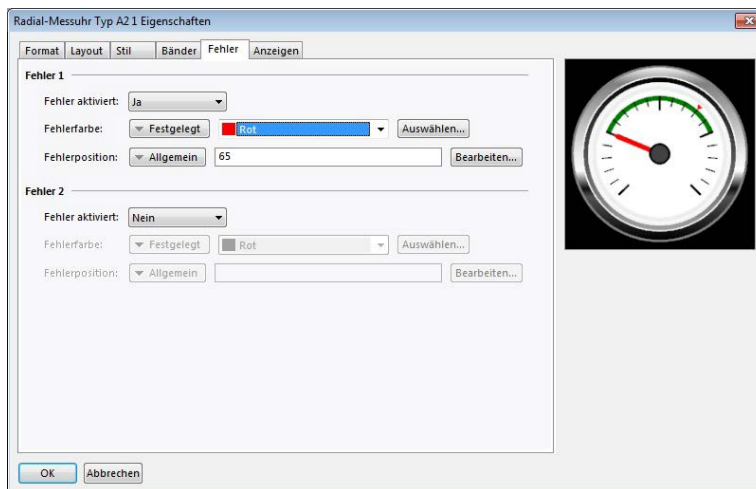 Radial-Messuhr Typ A2 1 Eigenschaften
Format Layout Stil Bänder Fehler Anzeigen
Fehler 1
Fehler aktiviert: Ja
Fehlerfarbe: Festgelegt Rot Auswählen...
Fehlerposition: Allgemein 65 Bearbeiten...
Fehler 2
Fehler aktiviert: Nein
Fehlerfarbe: Festgelegt Rot Auswählen...
Fehlerposition: Allgemein Bearbeiten...
OK Abbrechen